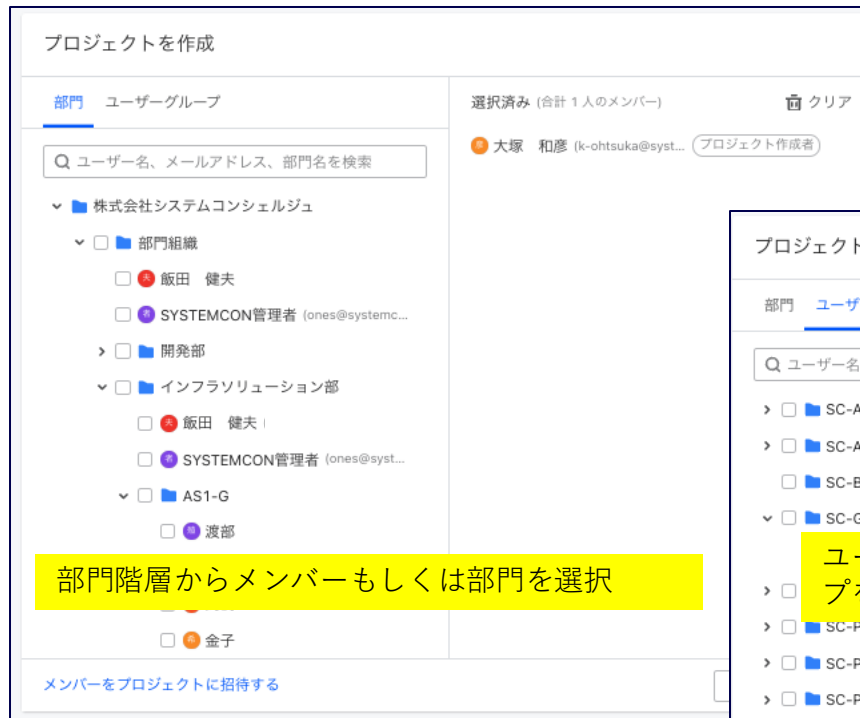 プロジェクトを作成
部門 ユーザーグループ
選択済み (合計 1 人のメンバー) クリア
大塚 和彦 (k-ohtsuka@syst... プロジェクト作成者
ユーザー名、メールアドレス、部門名を検索
株式会社システムコンシェルジュ
部門組織
飯田 健夫
SYSTEMCON管理者 (ones@systemc...
開発部
インフラソリューション部
飯田 健夫
SYSTEMCON管理者 (ones@syst...
AS1-G
渡部
部門階層からメンバーもしくは部門を選択
金子
メンバーをプロジェクトに招待する
プロジェクト
部門 ユーザ
ユーザー名
SC-A
SC-A
SC-B
SC-G
ユー
プを
SC-P
SC-P
SC-P